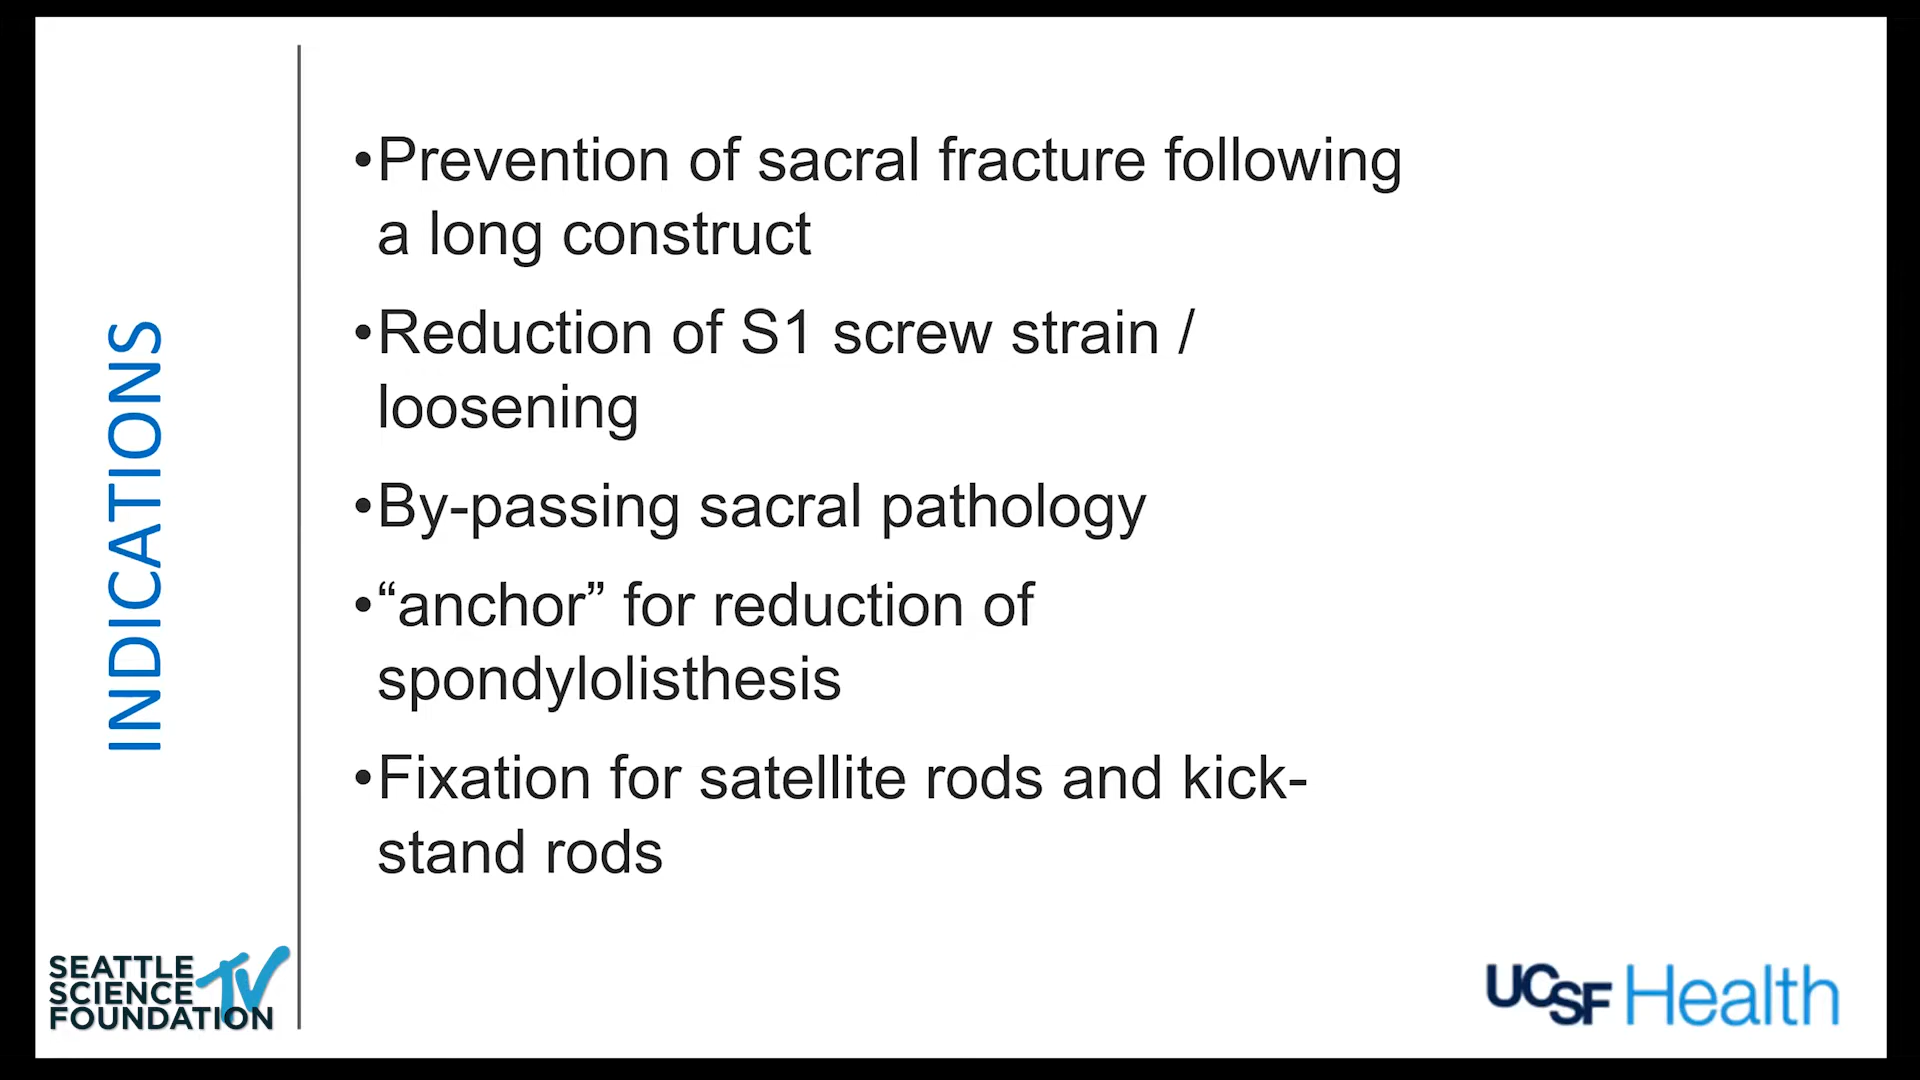 INDICATIONS
•Prevention of sacral fracture following
a long construct
•Reduction of S1 screw strain /
loosening
•By-passing sacral pathology
•“anchor” for reduction of
spondylolisthesis
•Fixation for satellite rods and kick-
stand rods
SEATTLE
SCIENCE
FOUNDATION
TV
UCSF Health